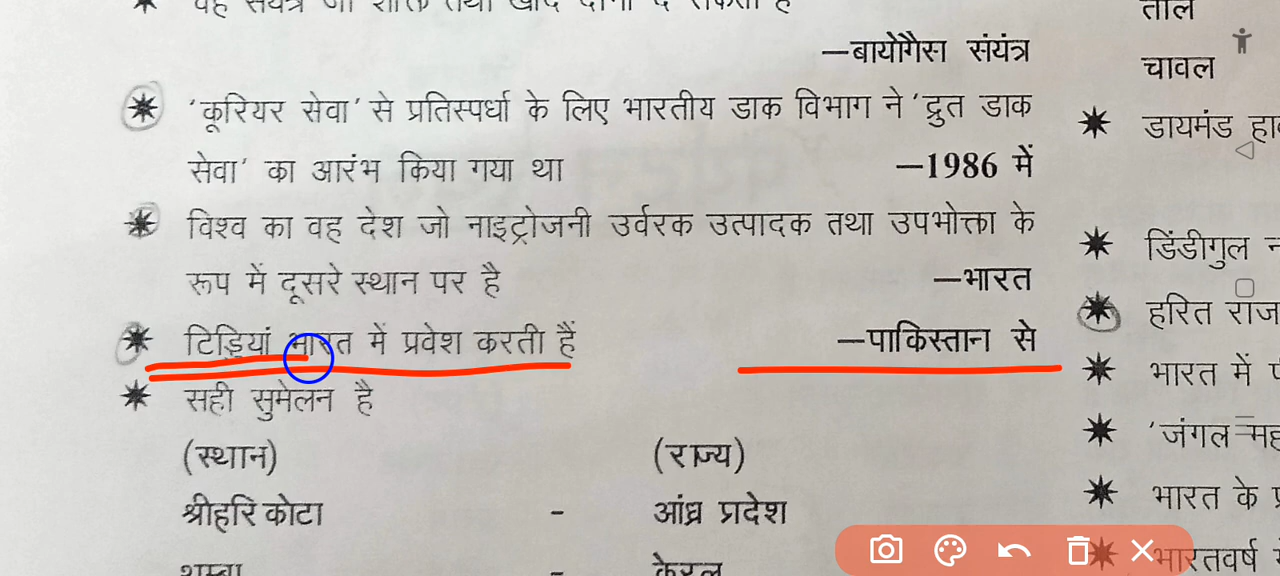 —बायोगैस संयंत्र
'कूरियर सेवा' से प्रतिस्पर्धा के लिए भारतीय डाक विभाग ने 'द्रुत डाक
सेवा' का आरंभ किया गया था —1986 में
विश्व का वह देश जो नाइट्रोजनी उर्वरक उत्पादक तथा उपभोक्ता के
रूप में दूसरे स्थान पर है —भारत
टिड्डियां भारत में प्रवेश करती हैं —पाकिस्तान से
सही सुमेलन है
(स्थान) (राज्य)
श्रीहरिकोटा - आंध्र प्रदेश
केरल
चावल
डायमंड
डिंडीगुल
हरित
भारत में
'जंगल
भारत के
भारतवर्ष